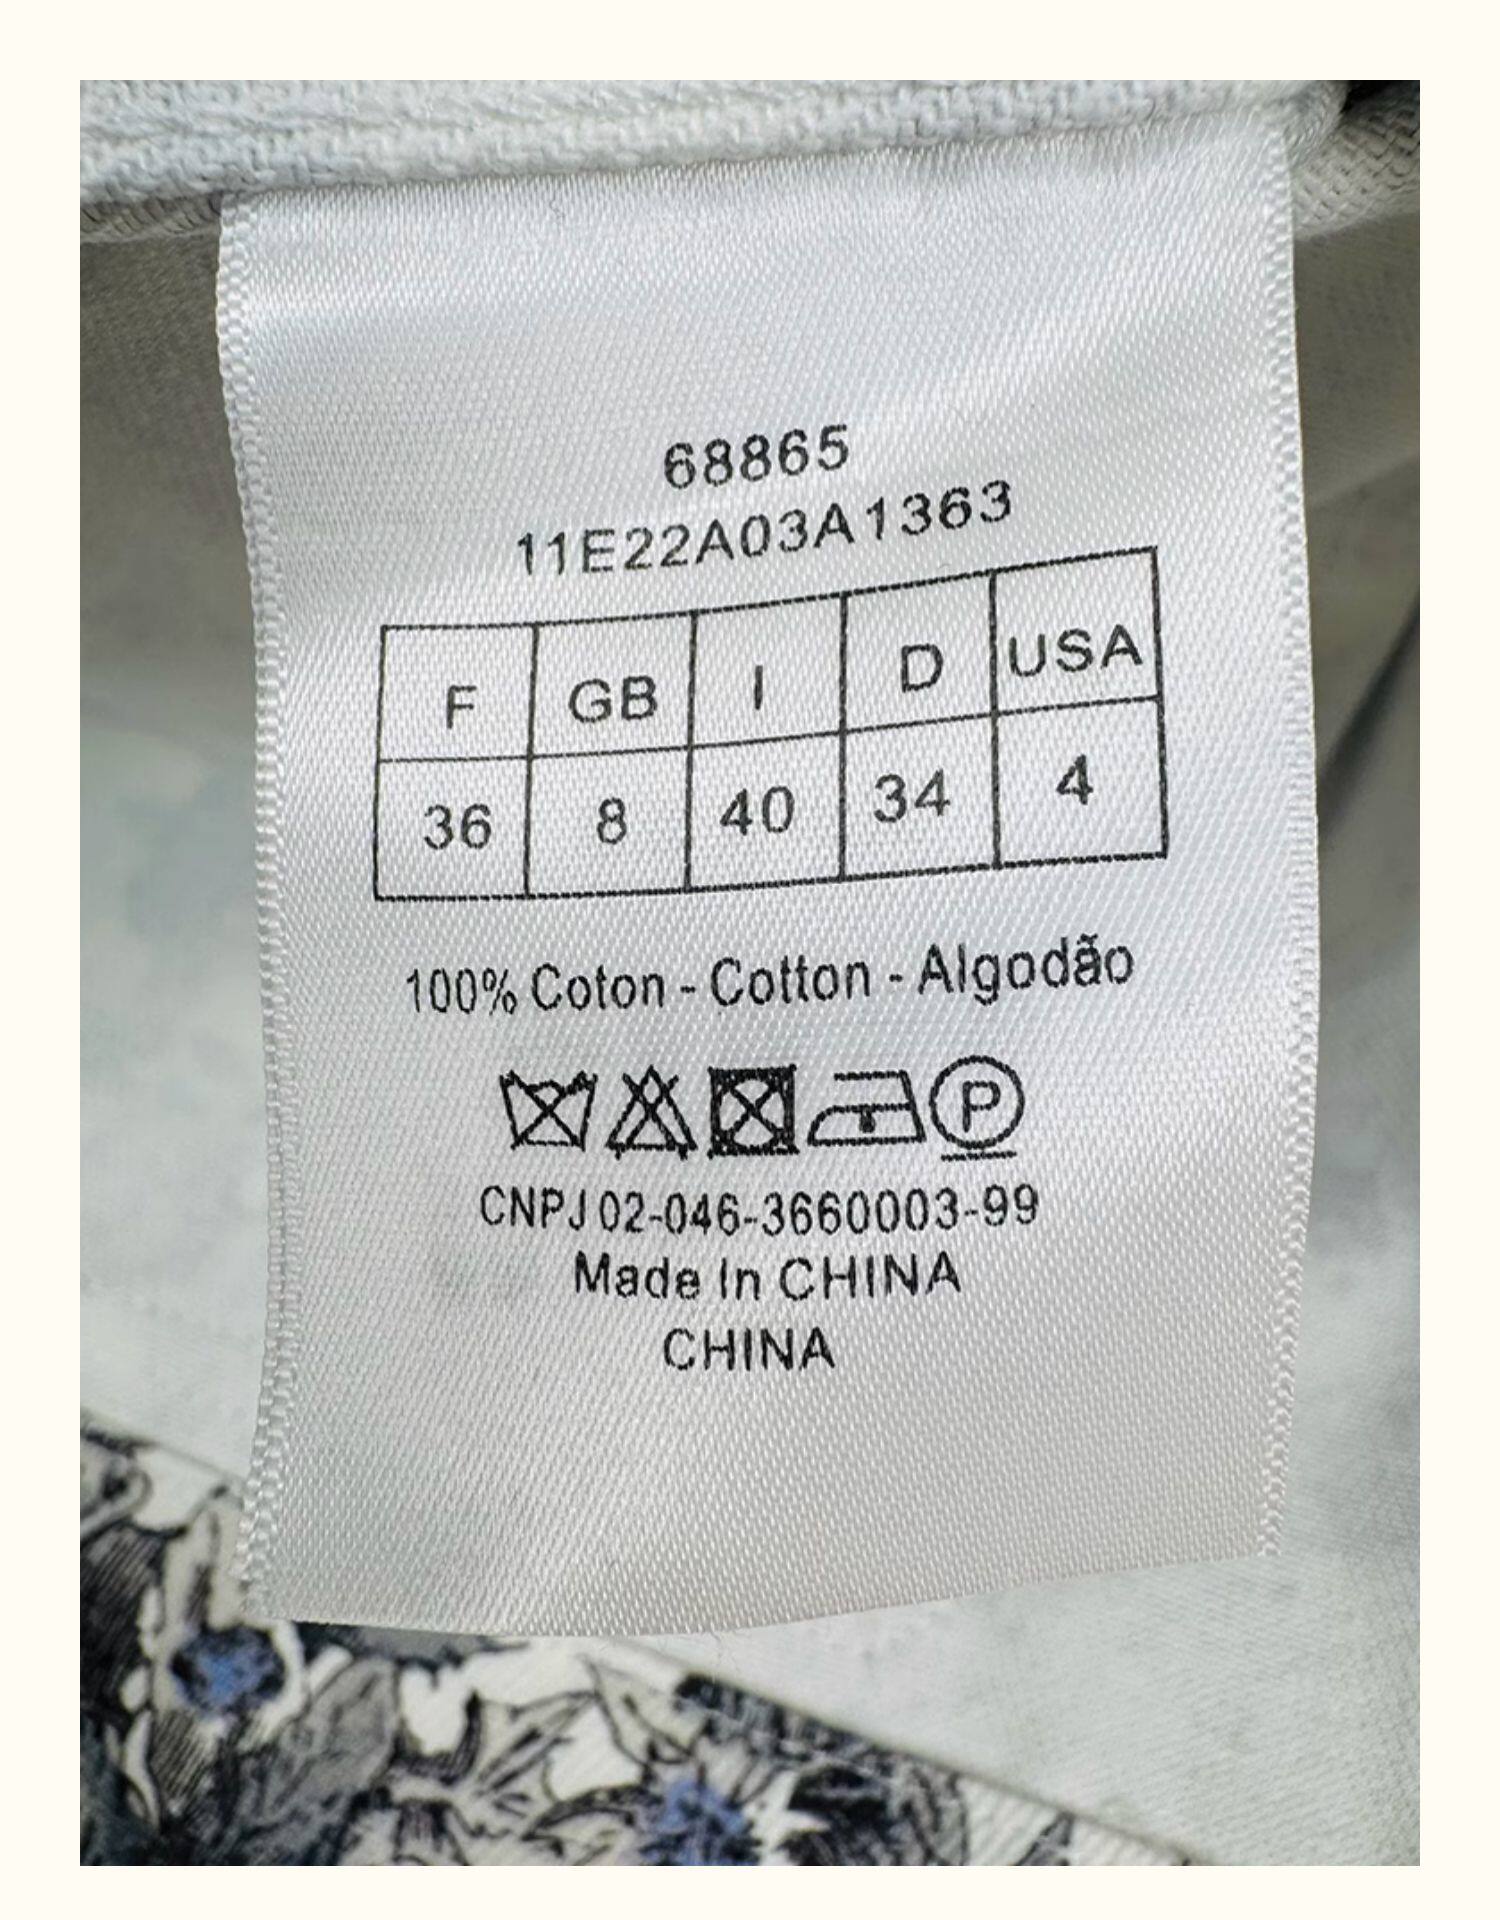 68865
11E22A03A1363
F GB I D USA
36 8 40 34 4
100% Coton - Cotton - Algodão
P
CNPJ 02-046-3660003-99
Made In CHINA
CHINA